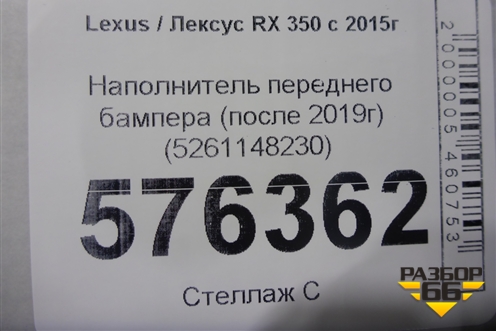 Lexus / Лексус RX 350 с 2015г
Наполнитель переднего
бампера (после 2019г)
(5261148230)
576362
Стеллаж С
2000005460753
РАЗБОР
66